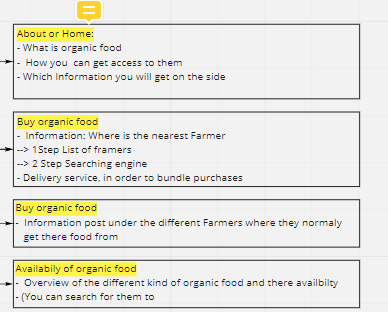 About or Home:
- What is organic food
- How you can get access to them
- Which Information you will get on the side
Buy organic food
- Information: Where is the nearest Farmer
--> 1Step List of framers
--> 2 Step Searching engine
- Delivery service, in order to bundle purchases
Buy organic food
- Information post under the different Farmers where they normaly
get there food from
Availabily of organic food
- Overview of the different kind of organic food and there availbilty
- (You can search for them to